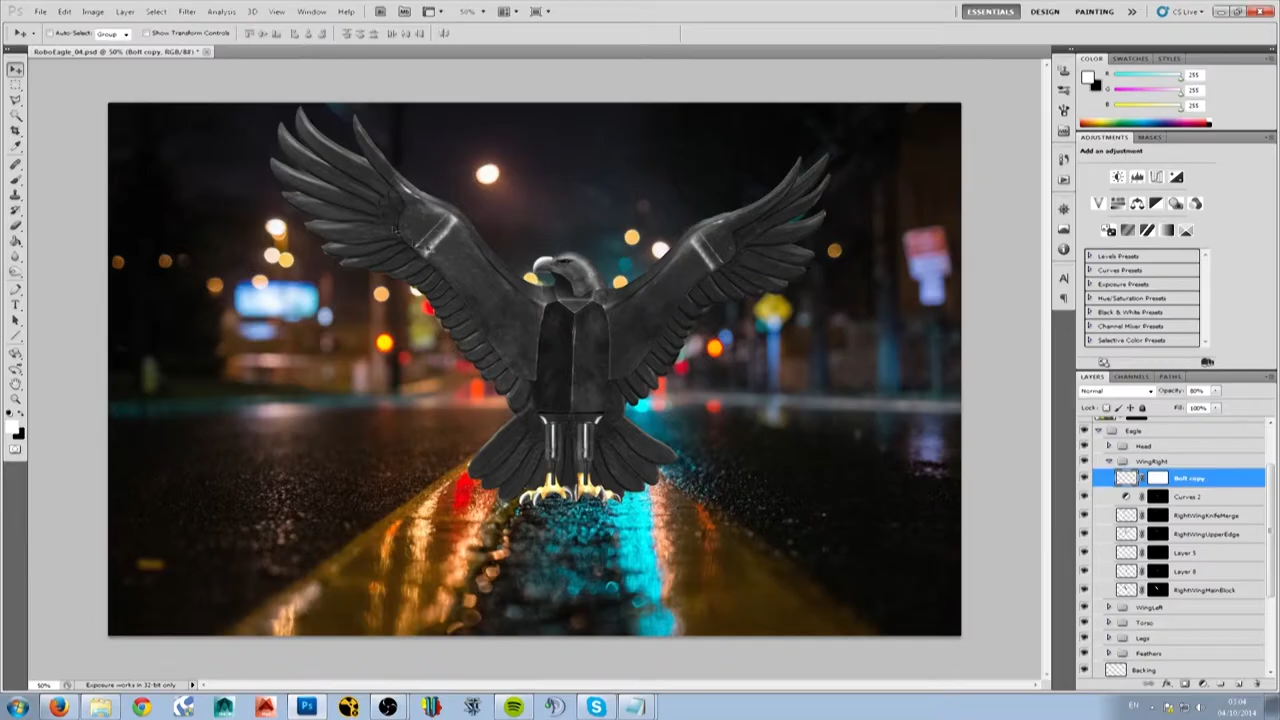 PS File Edit Image Layer Select Filter Analysis 3D View Window Help Mb 50% ESSENTIALS DESIGN PAINTING CS Live
Auto-Select: Group Show Transform Controls
RoboEagle_04.psd @ 50% (Bolt copy, RGB/8#) *
COLOR SWATCHES STYLES
R 255
G 255
B 255
ADJUSTMENTS MASKS
Add an adjustment
Levels Presets
Curves Presets
Exposure Presets
Hue/Saturation Presets
Black & White Presets
Channel Mixer Presets
Selective Color Presets
LAYERS CHANNELS PATHS
Normal Opacity: 80%
Lock: Fill: 100%
Eagle
Head
WingRight
Bolt copy
Curves 2
RightWingKnifeMerge
RightWingUpperEdge
Layer 5
Layer 8
RightWingMainBlock
WingLeft
Torso
Legs
Feathers
Backing
50% Exposure works in 32-bit only
Ps EN 03:04
04/10/2014